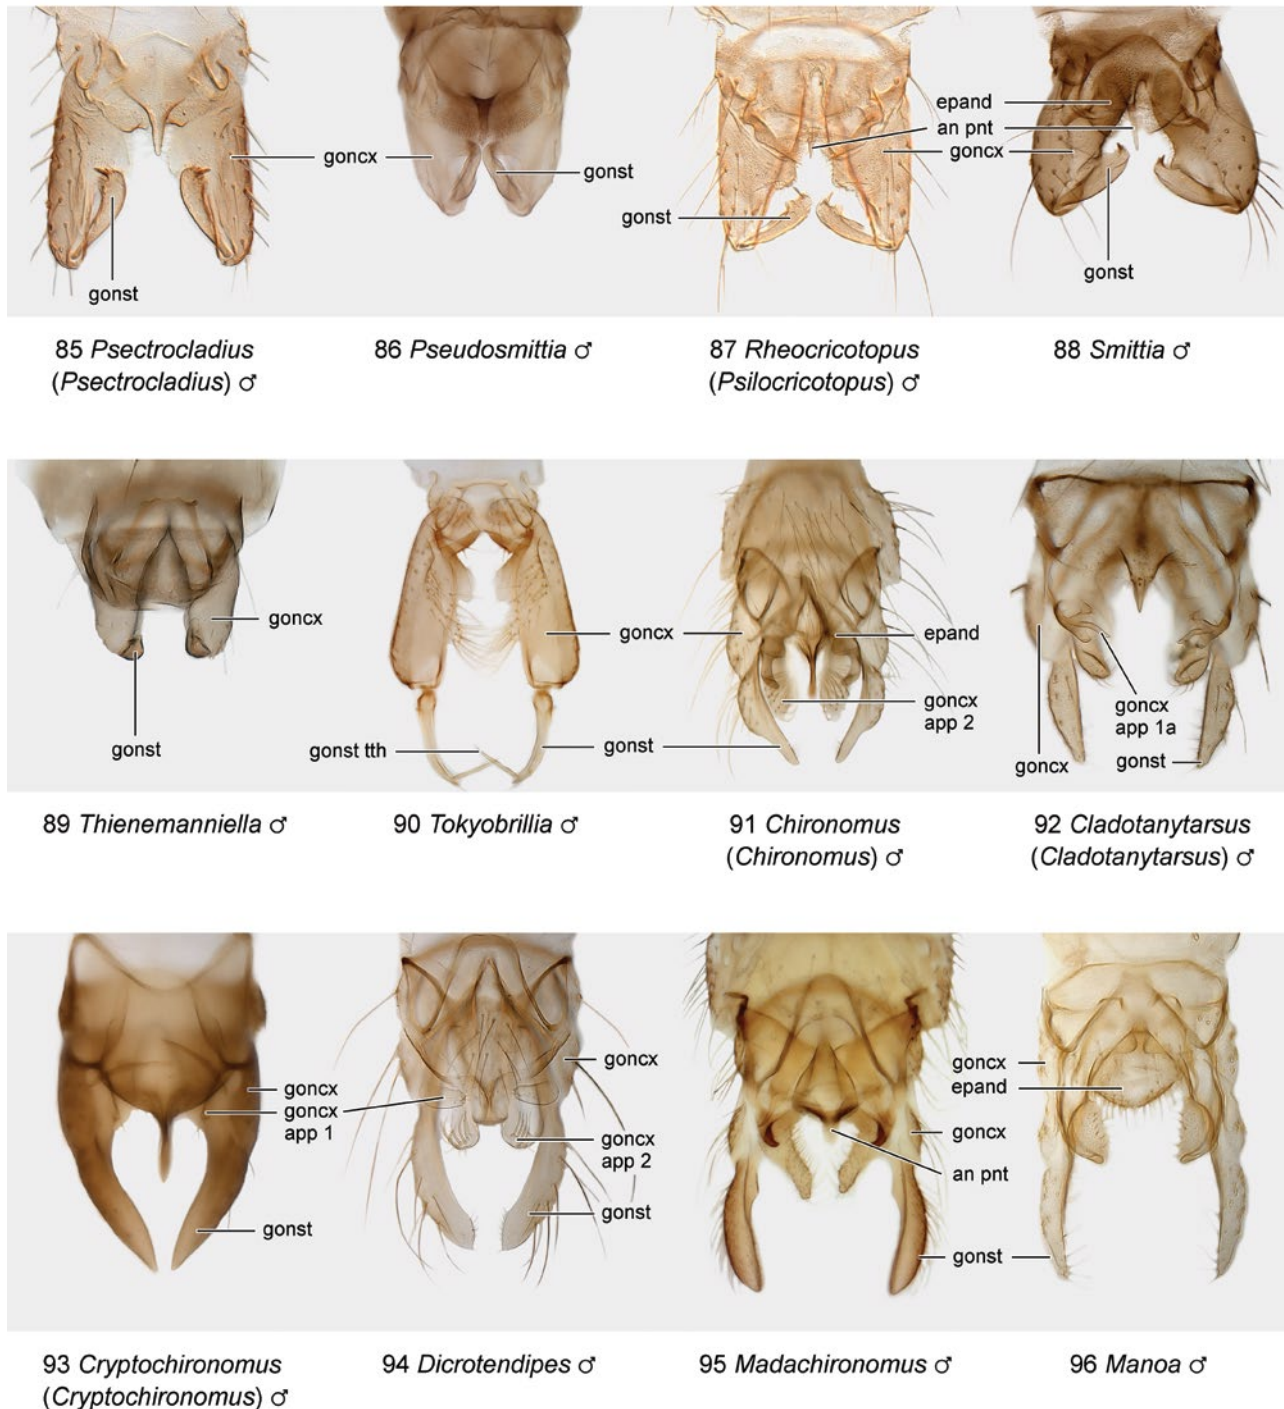 goncx
gonst
gonst
gonst
epand
an pnt
goncx
gonst
85 Psectrocladius
(Psectrocladius) ♂
86 Pseudosmittia ♂
87 Rheocricotopus
(Psilocricotopus) ♂
88 Smittia ♂
goncx
gonst
goncx
gonst tth
gonst
epand
goncx
app 2
goncx
goncx
app 1a
gonst
89 Thienemanniella ♂
90 Tokyobrillia ♂
91 Chironomus
(Chironomus) ♂
92 Cladotanytarsus
(Cladotanytarsus) ♂
goncx
goncx
app 1
gonst
goncx
goncx
app 2
gonst
goncx
epand
goncx
an pnt
gonst
93 Cryptochironomus
(Cryptochironomus) ♂
94 Dicrotendipes ♂
95 Madachironomus ♂
96 Manoa ♂